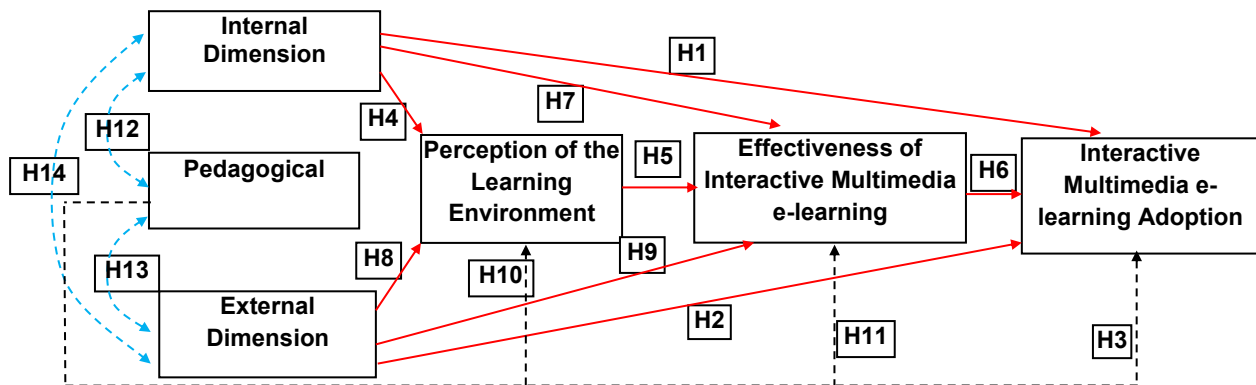 Internal
Dimension
H1
H7
H4
H12
Perception of the
Learning
Environment
H5
Effectiveness of
Interactive Multimedia
e-learning
H6
Interactive
Multimedia e-
learning Adoption
Pedagogical
H14
H8
H9
H10
H13
External
Dimension
H2
H11
H3